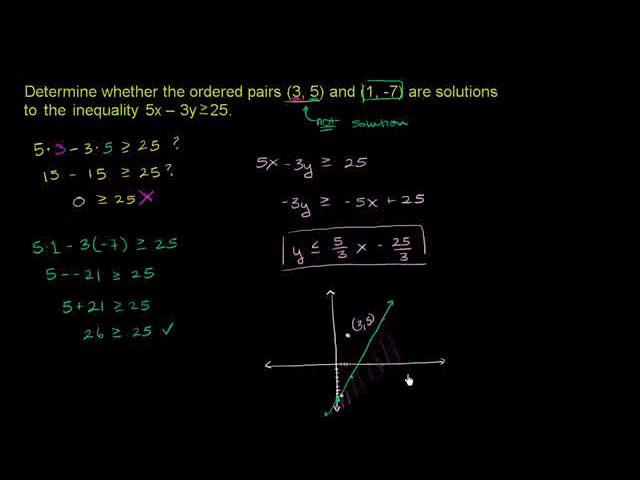 Determine whether the ordered pairs (3, 5) and (1, -7) are solutions
to the inequality 5x – 3y ≥ 25.
not solution
5·3 - 3·5 ≥ 25 ?
15 - 15 ≥ 25 ?
0 ≥ 25 X
5·1 - 3(-7) ≥ 25
5 - -21 ≥ 25
5 + 21 ≥ 25
26 ≥ 25 ✓
5x - 3y ≥ 25
-3y ≥ -5x + 25
y ≤ 5/3 x - 25/3
(3,5)